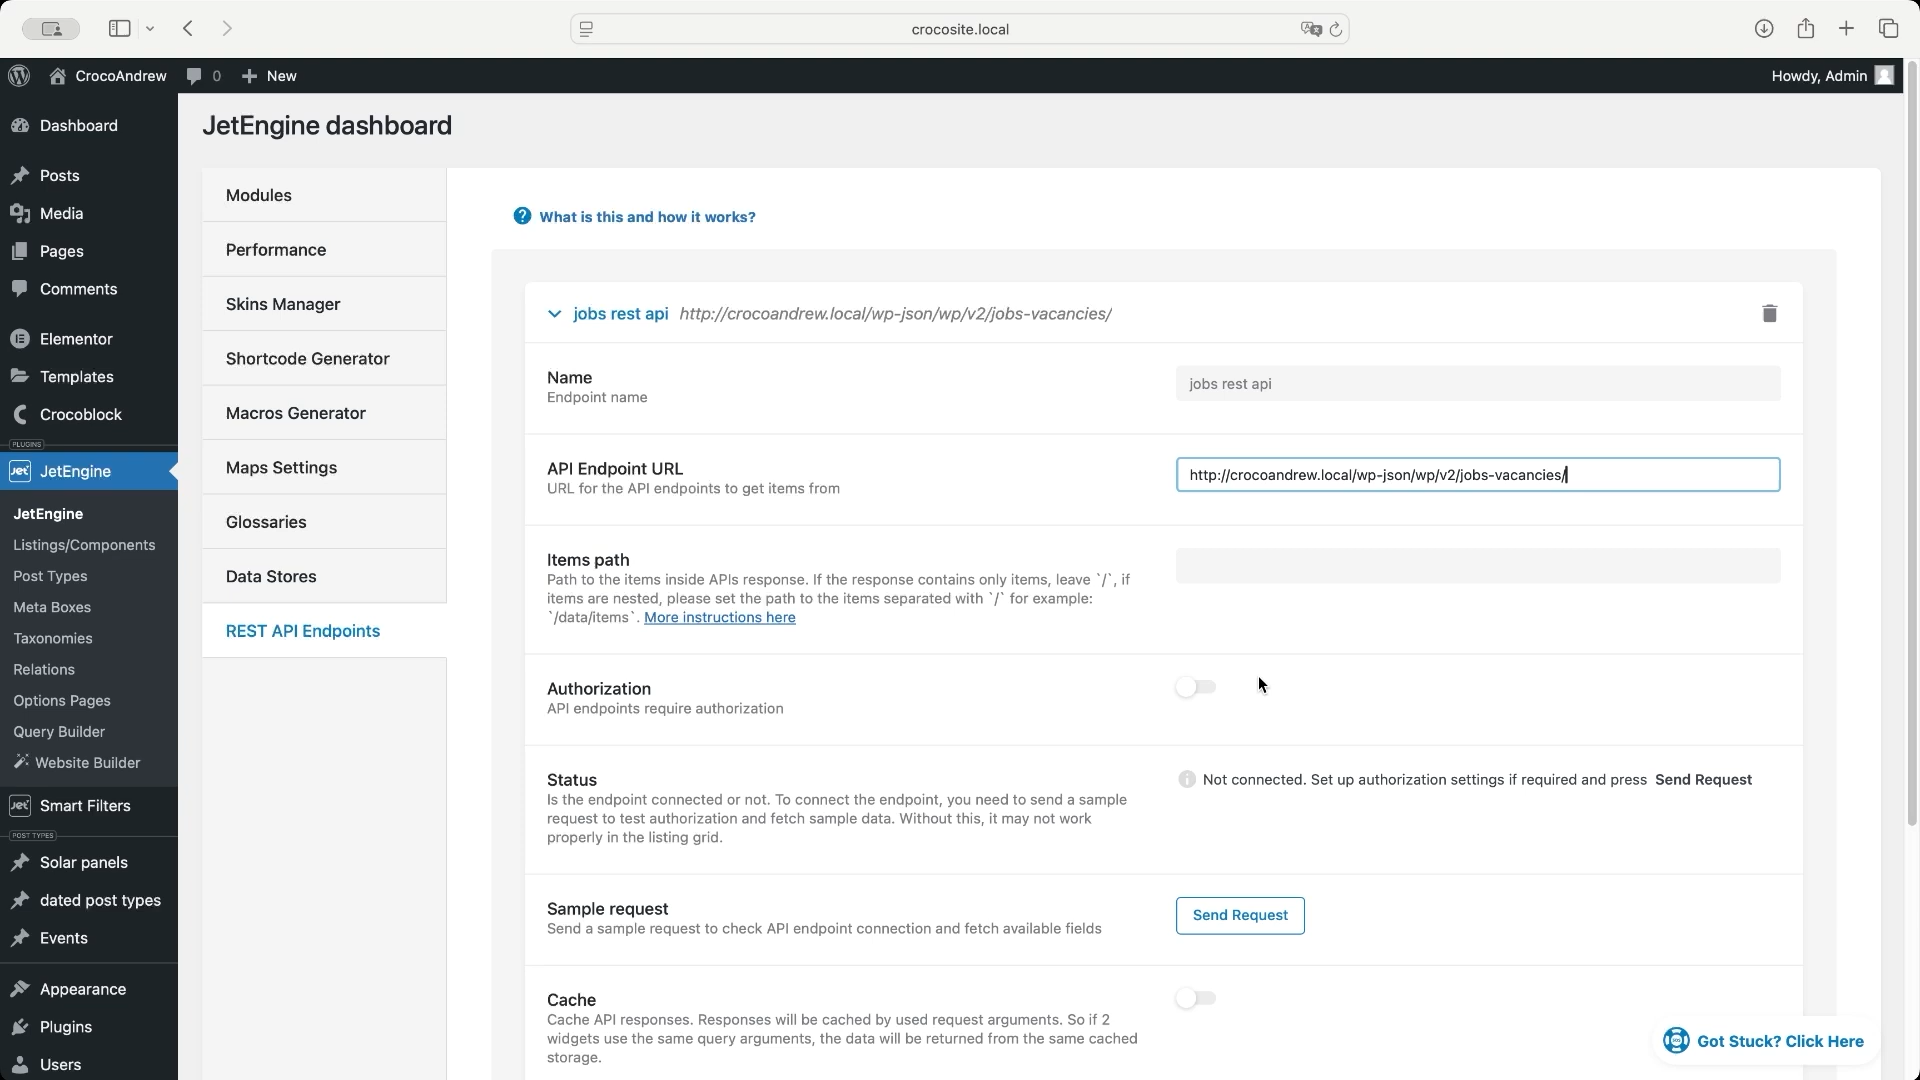 crocosite.local
CrocoAndrew
0
New
Howdy, Admin
Dashboard
Posts
Media
Pages
Comments
Elementor
Templates
Crocoblock
PLUGINS
Jet JetEngine
JetEngine
Listings/Components
Post Types
Meta Boxes
Taxonomies
Relations
Options Pages
Query Builder
Website Builder
Jet Smart Filters
POST TYPES
Solar panels
dated post types
Events
Appearance
Plugins
Users
JetEngine dashboard
Modules
Performance
Skins Manager
Shortcode Generator
Macros Generator
Maps Settings
Glossaries
Data Stores
REST API Endpoints
? What is this and how it works?
jobs rest api http://crocoandrew.local/wp-json/wp/v2/jobs-vacancies/
Name
Endpoint name
jobs rest api
API Endpoint URL
URL for the API endpoints to get items from
http://crocoandrew.local/wp-json/wp/v2/jobs-vacancies/
Items path
Path to the items inside APIs response. If the response contains only items, leave `/`, if
items are nested, please set the path to the items separated with `/` for example:
`/data/items`. More instructions here
Authorization
API endpoints require authorization
Status
Is the endpoint connected or not. To connect the endpoint, you need to send a sample
request to test authorization and fetch sample data. Without this, it may not work
properly in the listing grid.
Not connected. Set up authorization settings if required and press Send Request
Sample request
Send a sample request to check API endpoint connection and fetch available fields
Send Request
Cache
Cache API responses. Responses will be cached by used request arguments. So if 2
widgets use the same query arguments, the data will be returned from the same cached
storage.
Got Stuck? Click Here